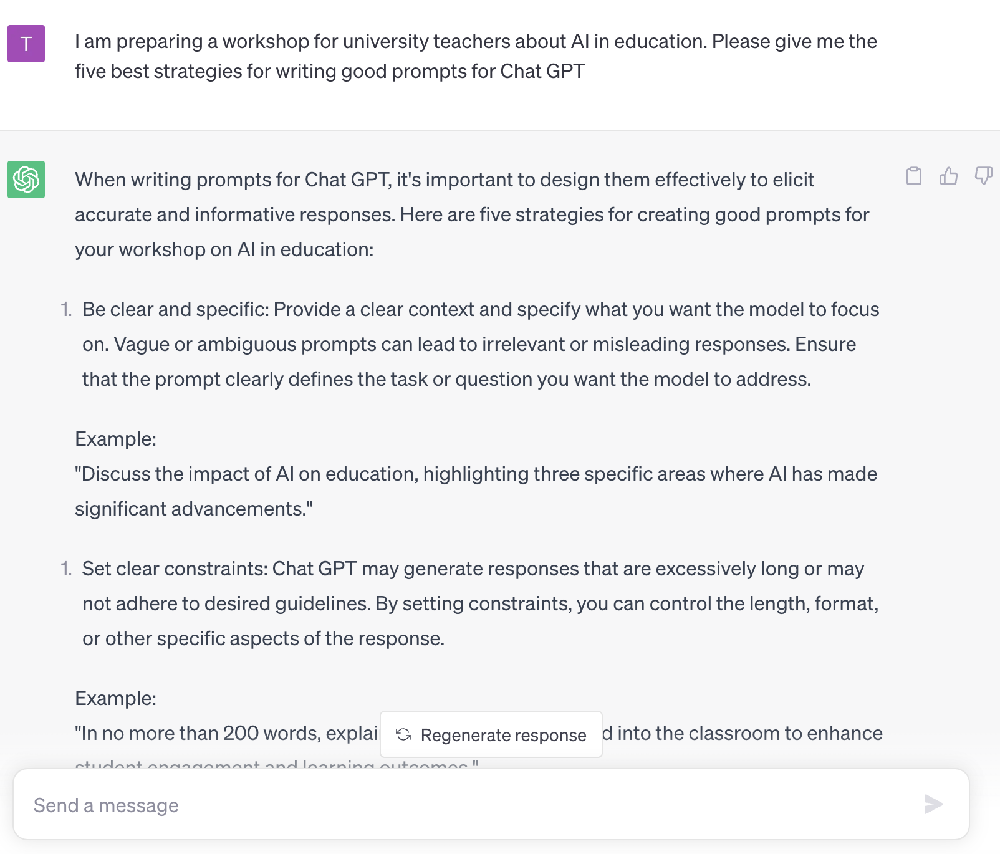 T
I am preparing a workshop for university teachers about AI in education. Please give me the
five best strategies for writing good prompts for Chat GPT
When writing prompts for Chat GPT, it's important to design them effectively to elicit
accurate and informative responses. Here are five strategies for creating good prompts for
your workshop on AI in education:
1. Be clear and specific: Provide a clear context and specify what you want the model to focus
on. Vague or ambiguous prompts can lead to irrelevant or misleading responses. Ensure
that the prompt clearly defines the task or question you want the model to address.
Example:
"Discuss the impact of AI on education, highlighting three specific areas where AI has made
significant advancements."
1. Set clear constraints: Chat GPT may generate responses that are excessively long or may
not adhere to desired guidelines. By setting constraints, you can control the length, format,
or other specific aspects of the response.
Example:
"In no more than 200 words, into the classroom to enhance
Regenerate response
student engagement and learning outcomes."
Send a message